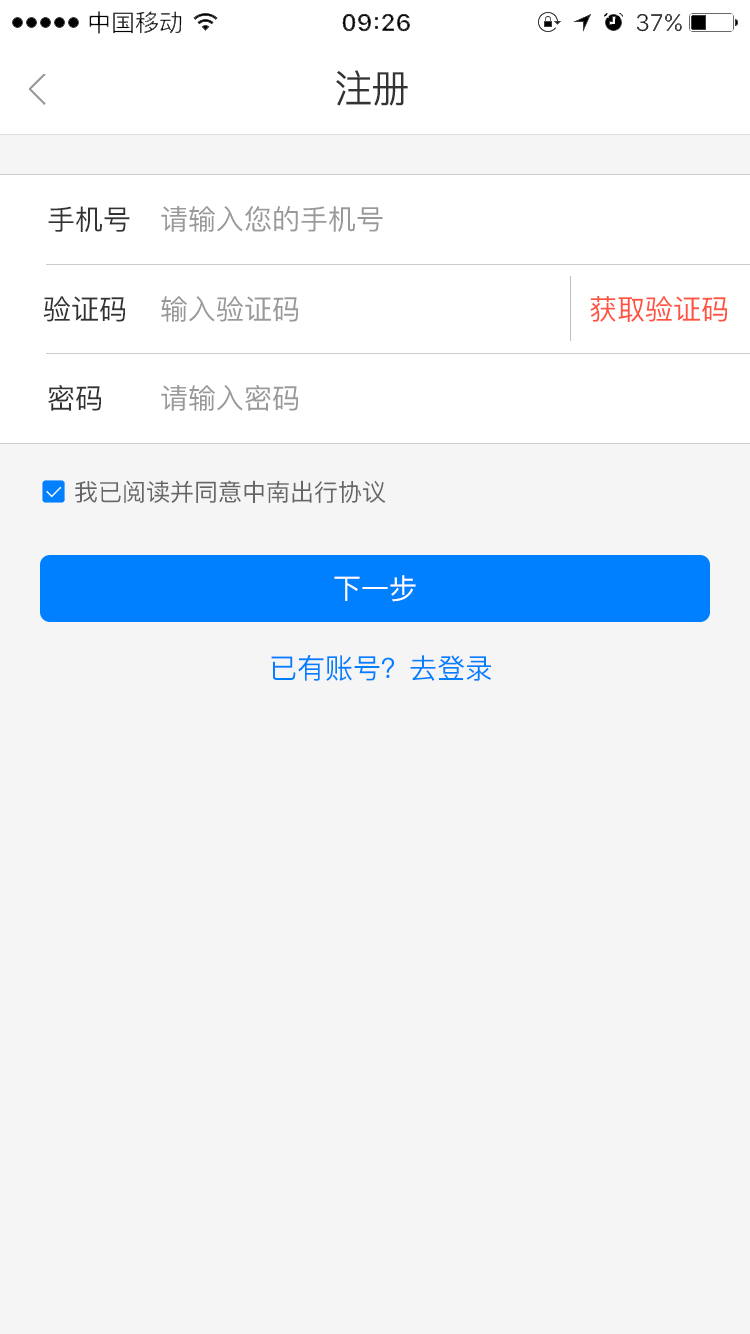 中国移动 09:26 37%
注册
手机号 请输入您的手机号
验证码 输入验证码 获取验证码
密码 请输入密码
我已阅读并同意中南出行协议
下一步
已有账号? 去登录